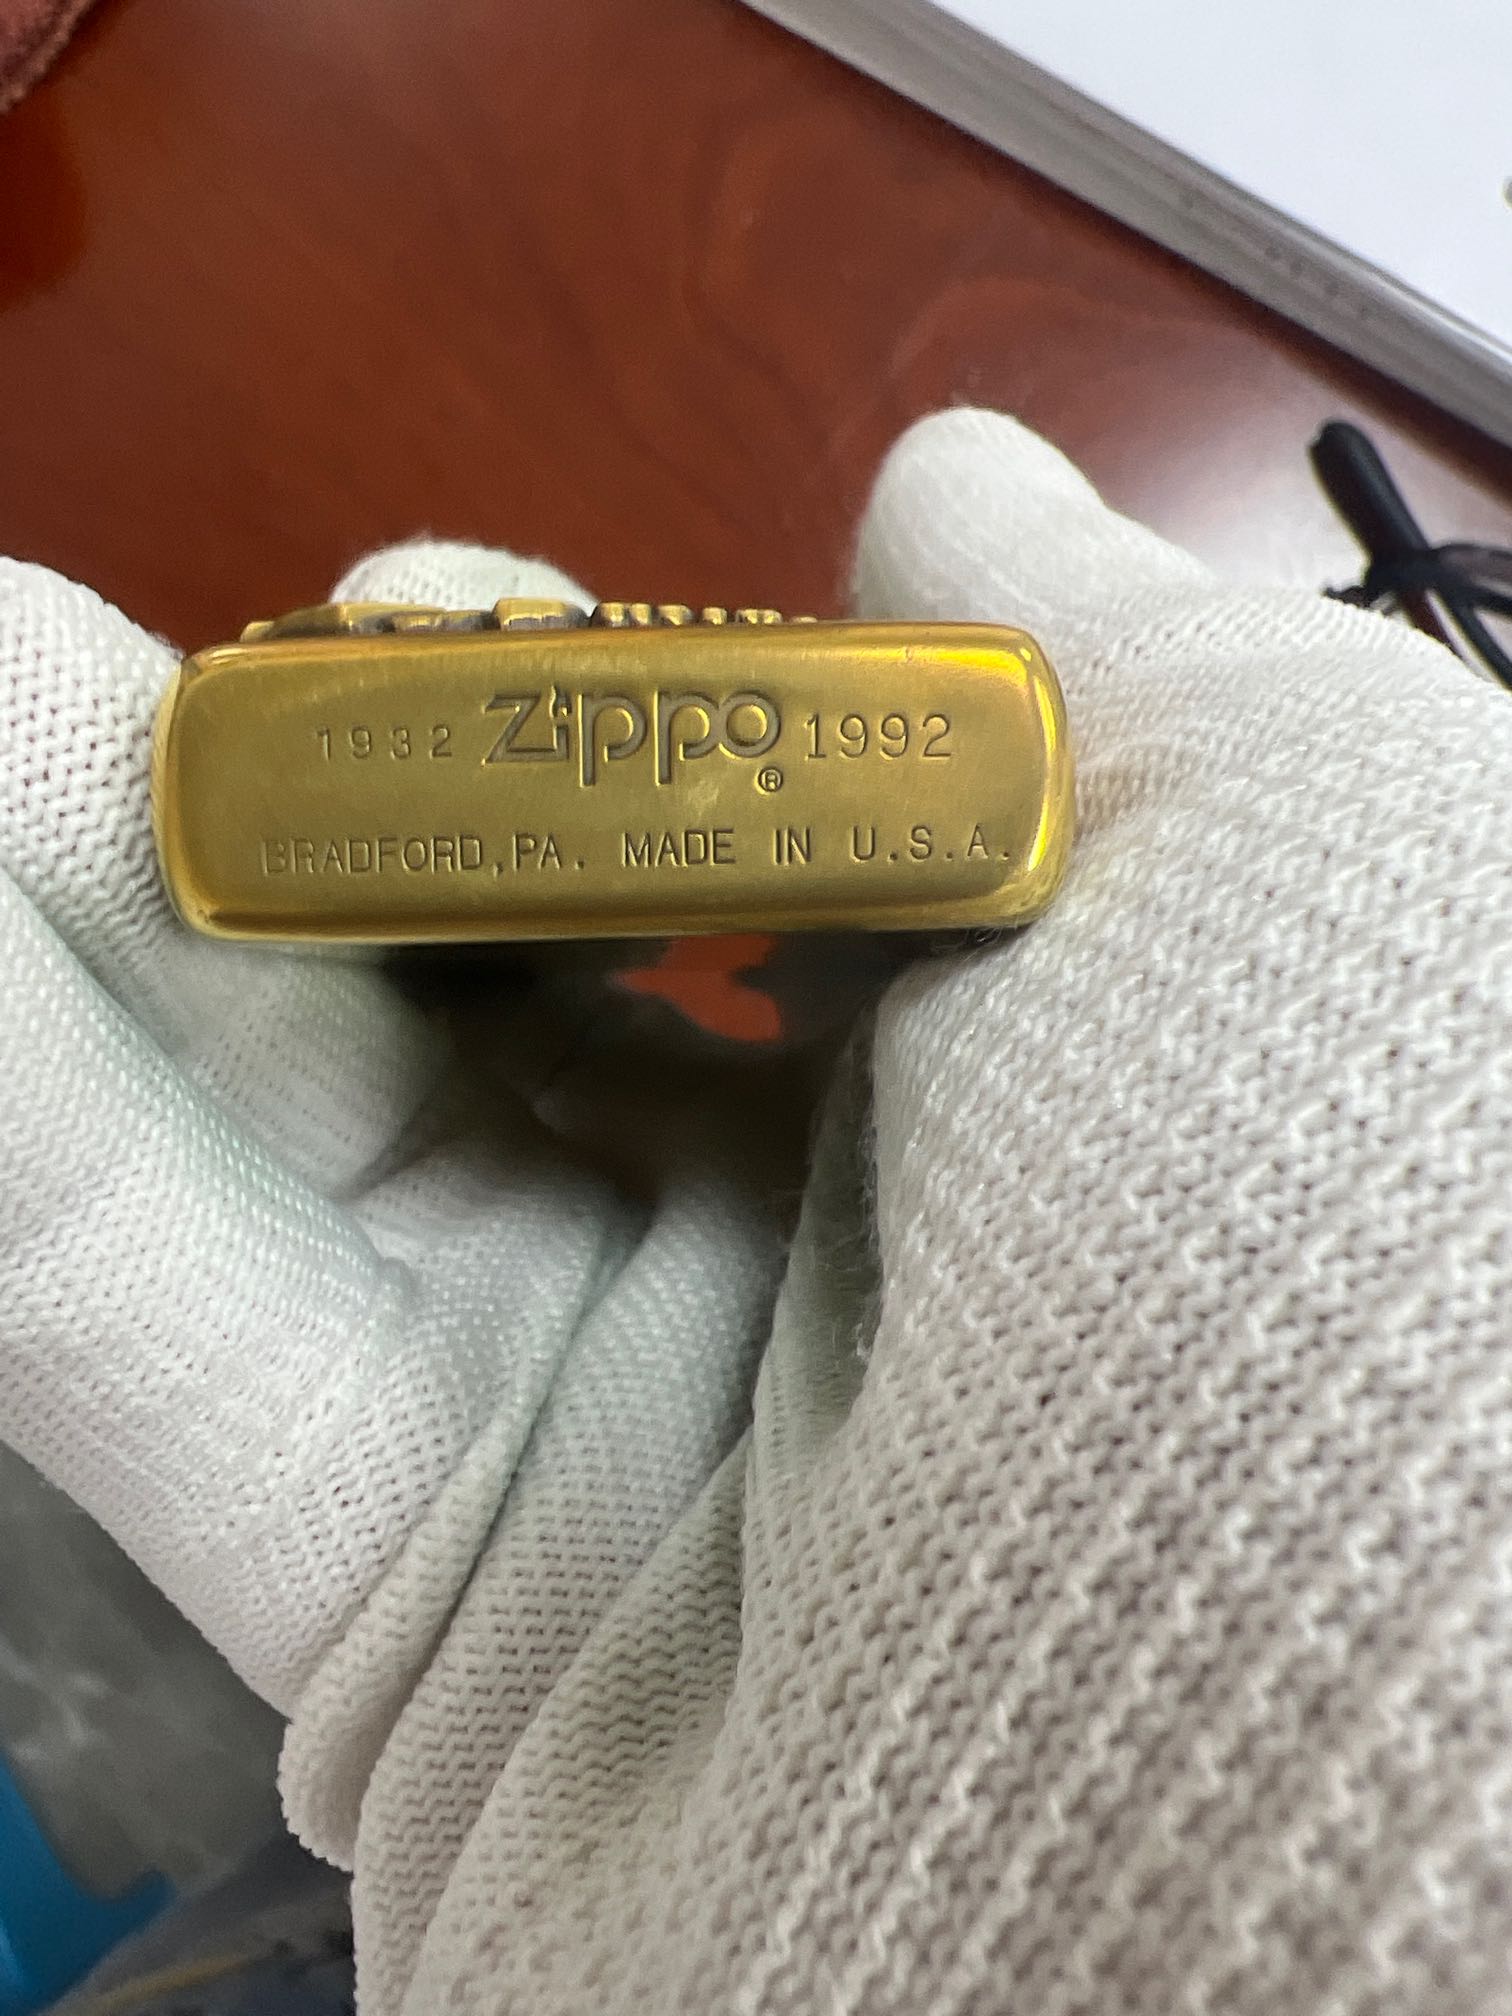 1932 Zippo® 1992
BRADFORD,PA. MADE IN U.S.A.